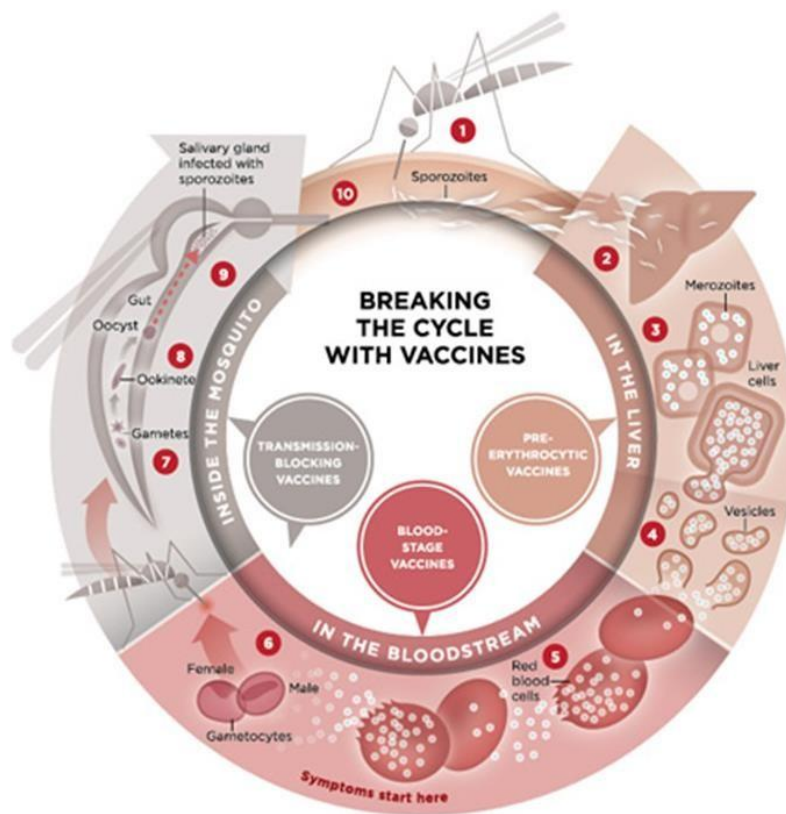 1
Salivary gland
infected with
sporozoites
10
Sporozoites
2
9
Merozoites
BREAKING
THE CYCLE
WITH VACCINES
3
Gut
Oocyst
Liver
cells
8
Ookinete
IN THE LIVER
INSIDE THE MOSQUITO
Gametes
7
TRANSMISSION-
BLOCKING
VACCINES
PRE-
ERYTHROCYTIC
VACCINES
BLOOD-
STAGE
VACCINES
Vesicles
4
IN THE BLOODSTREAM
6
5
Female
Male
Gametocytes
Red
blood
cells
Symptoms start here